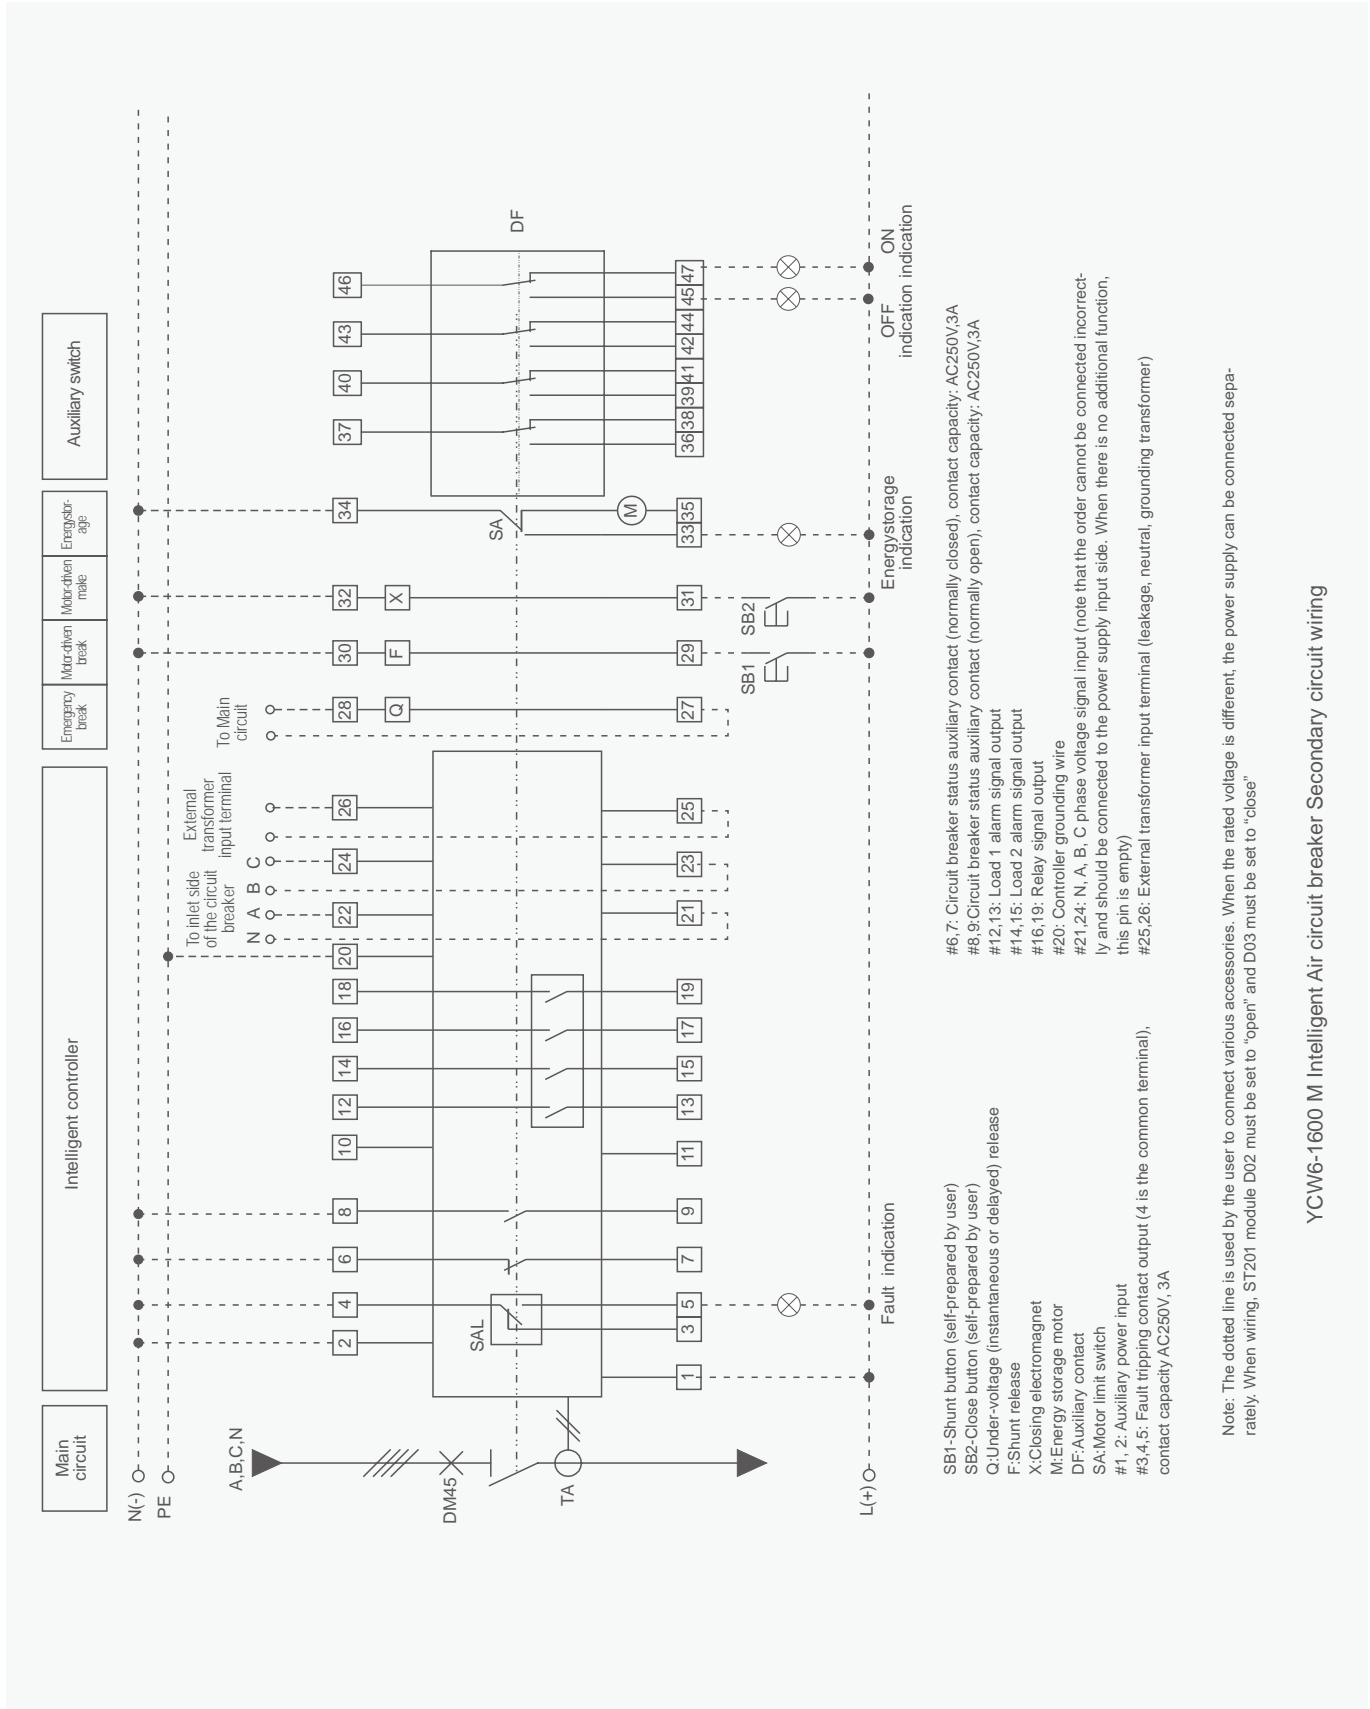 Main
circuit
Intelligent controller
Emergency
break
Motor-driven
break
Motor-driven
make
Energystor-
age
Auxiliary switch
N(-)
PE
A,B,C,N
To inlet side
of the circuit
breaker
N A B C
External
transformer
input terminal
To Main
circuit
2 4 6 8 10 12 14 16 18 20 22 24 26 28 30 32 34 37 40 43 46
Q F X
DM45
SAL
SA
DF
TA
M
1 3 5 7 9 11 13 15 17 19 21 23 25 27 29 31 33 35 36 38 39 41 42 44 45 47
SB1
SB2
L(+)
Fault indication
Energystorage
indication
OFF
indication
ON
indication
SB1-Shunt button (self-prepared by user)
SB2-Close button (self-prepared by user)
Q:Under-voltage (instantaneous or delayed) release
F:Shunt release
X:Closing electromagnet
M:Energy storage motor
DF:Auxiliary contact
SA:Motor limit switch
#1, 2: Auxiliary power input
#3,4,5: Fault tripping contact output (4 is the common terminal),
contact capacity AC250V, 3A
#6,7: Circuit breaker status auxiliary contact (normally closed), contact capacity: AC250V,3A
#8,9:Circuit breaker status auxiliary contact (normally open), contact capacity: AC250V,3A
#12,13: Load 1 alarm signal output
#14,15: Load 2 alarm signal output
#16,19: Relay signal output
#20: Controller grounding wire
#21,24: N, A, B, C phase voltage signal input (note that the order cannot be connected incorrect-
ly and should be connected to the power supply input side. When there is no additional function,
this pin is empty)
#25,26: External transformer input terminal (leakage, neutral, grounding transformer)
Note: The dotted line is used by the user to connect various accessories. When the rated voltage is different, the power supply can be connected sepa-
rately. When wiring, ST201 module D02 must be set to “open” and D03 must be set to “close”
YCW6-1600 M Intelligent Air circuit breaker Secondary circuit wiring